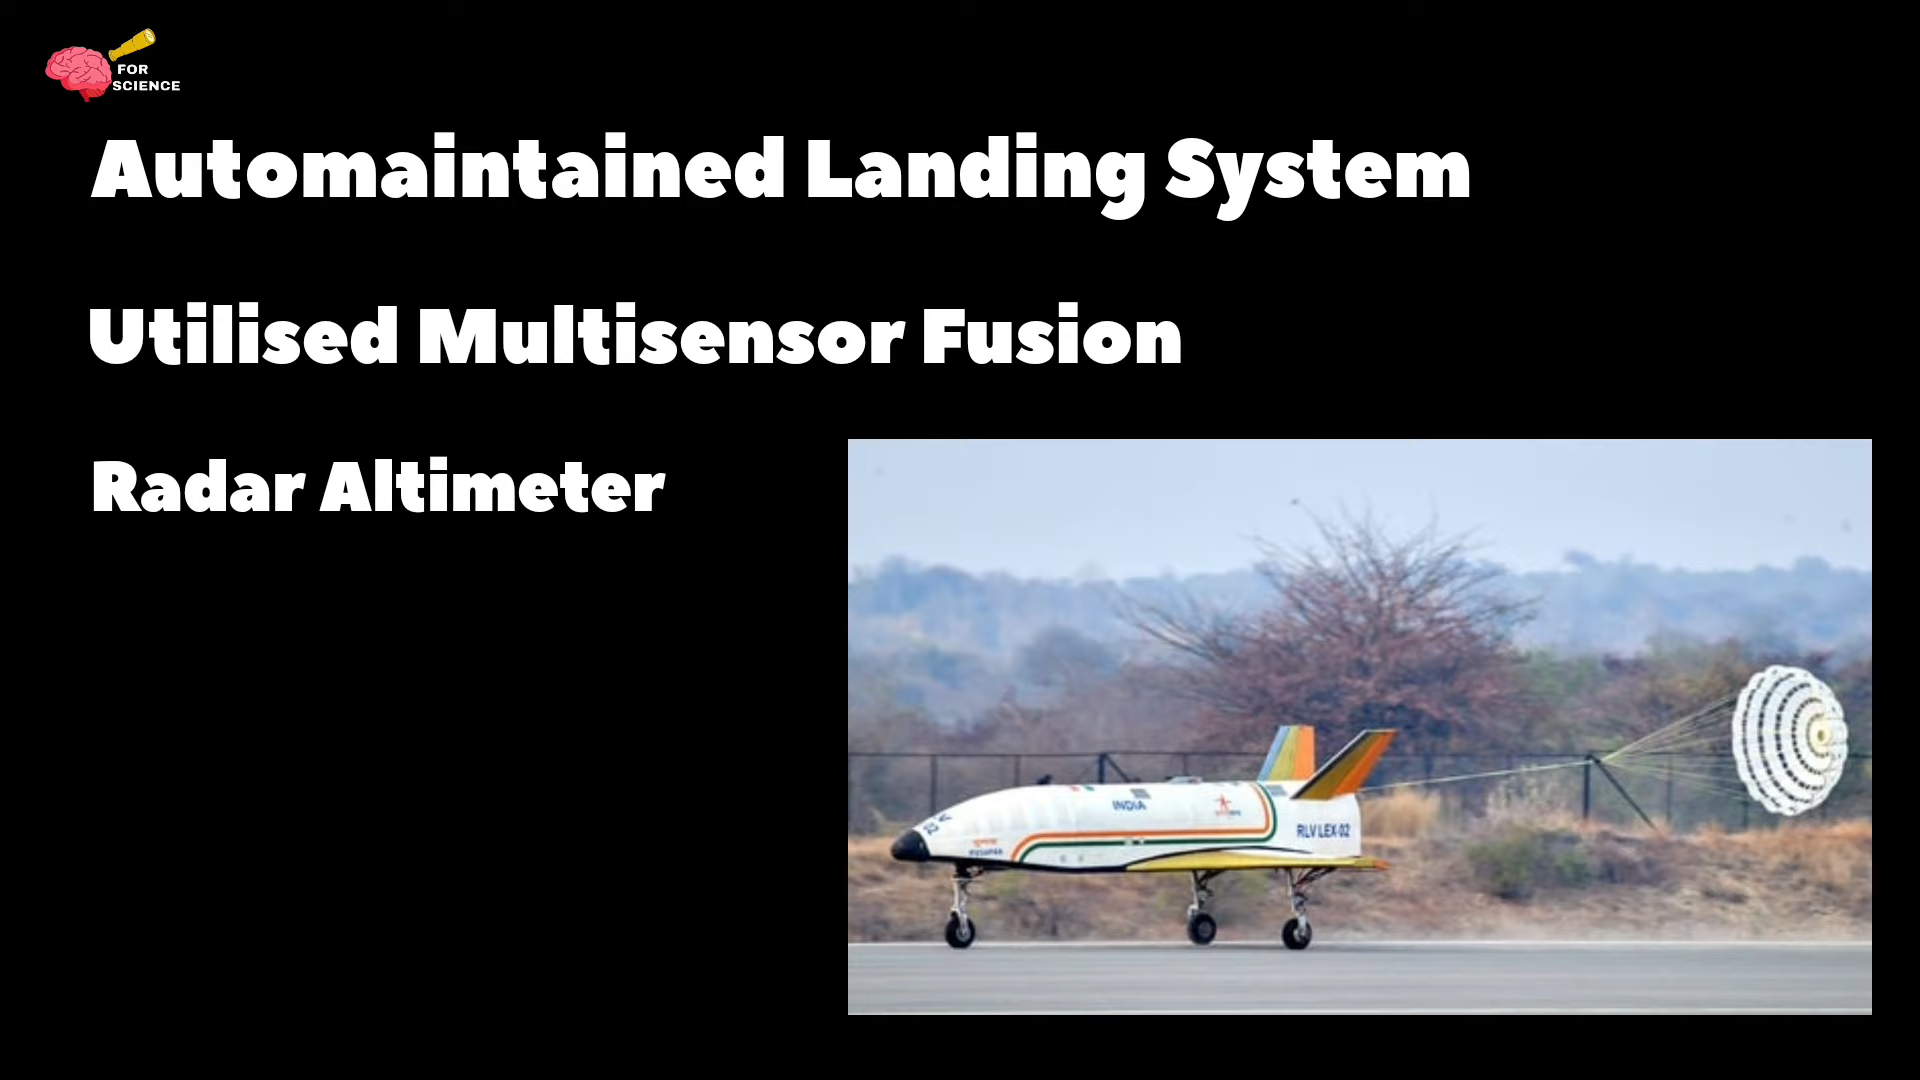 FOR
SCIENCE
Automaintained Landing System
Utilised Multisensor Fusion
Radar Altimeter
INDIA
RLV LEX-02